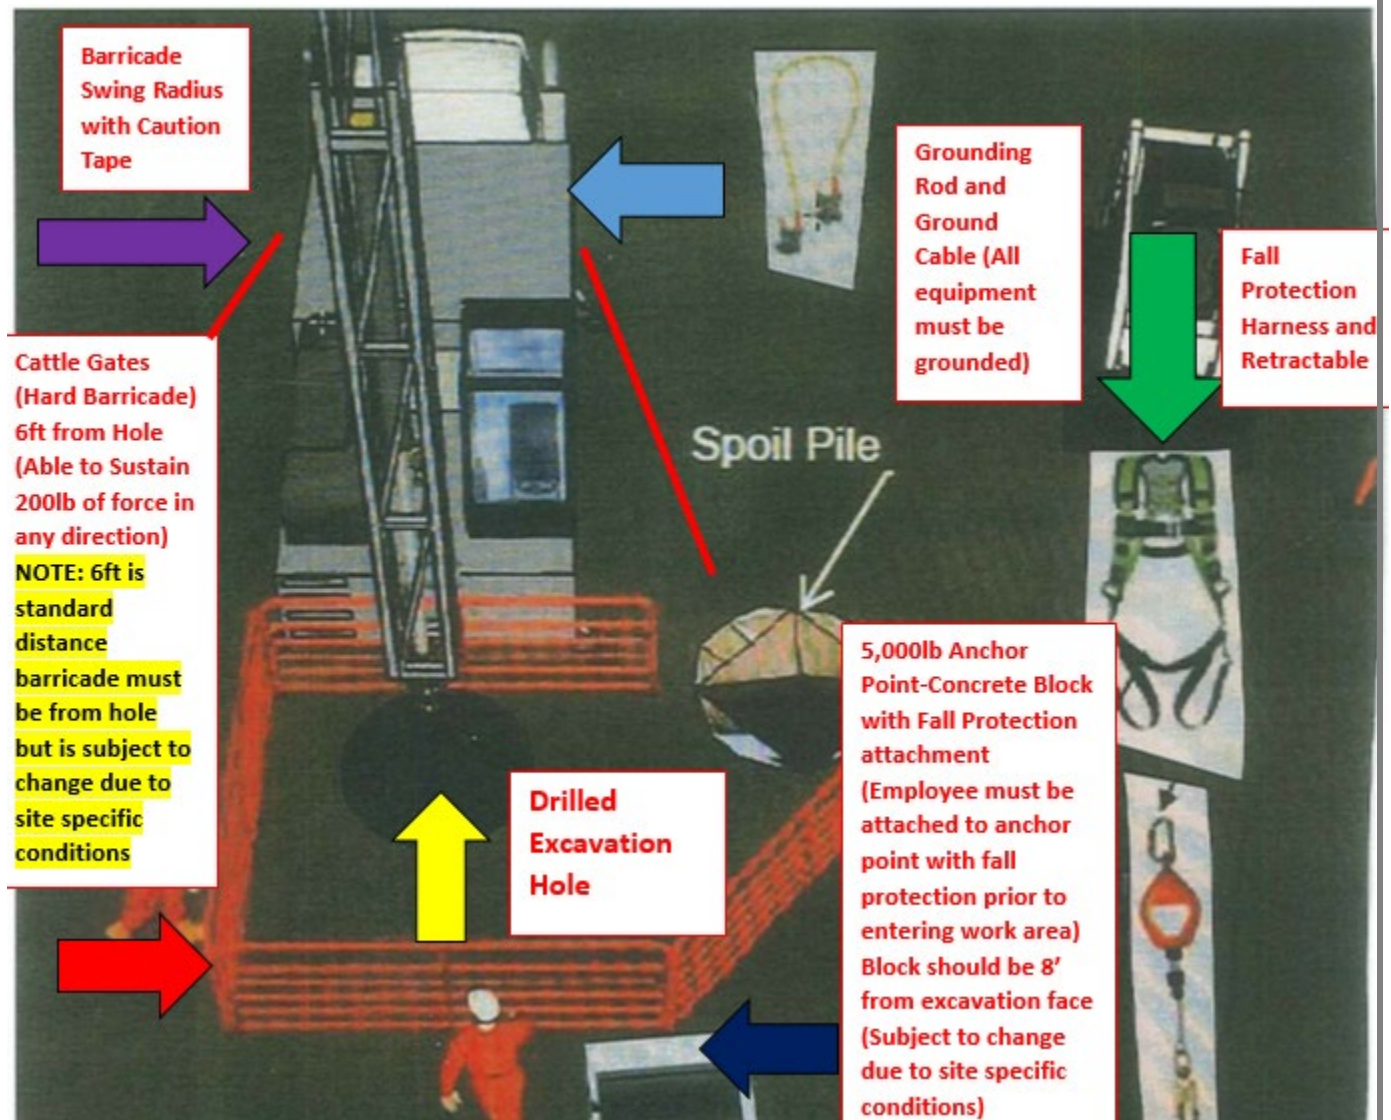 Barricade
Swing Radius
with Caution
Tape
Grounding
Rod and
Ground
Cable (All
equipment
must be
grounded)
Fall
Protection
Harness and
Retractable
Cattle Gates
(Hard Barricade)
6ft from Hole
(Able to Sustain
200lb of force in
any direction)
NOTE: 6ft is
standard
distance
barricade must
be from hole
but is subject to
change due to
site specific
conditions
Spoil Pile
Drilled
Excavation
Hole
5,000lb Anchor
Point-Concrete Block
with Fall Protection
attachment
(Employee must be
attached to anchor
point with fall
protection prior to
entering work area)
Block should be 8'
from excavation face
(Subject to change
due to site specific
conditions)